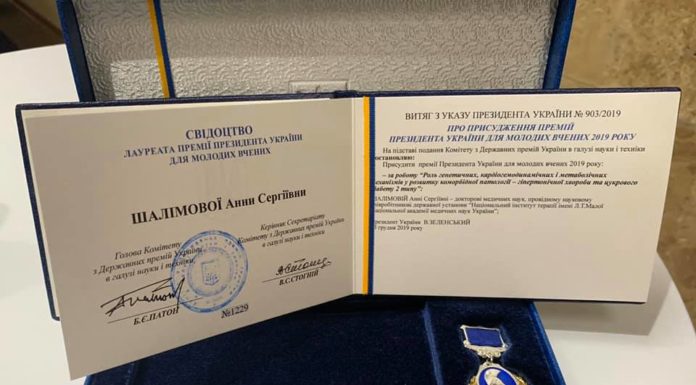 СВІДОЦТВО
ЛАУРЕАТА ПРЕМІЇ ПРЕЗИДЕНТА УКРАЇНИ
ДЛЯ МОЛОДИХ ВЧЕНИХ
ШАЛІМОВОЇ Анни Сергіївни
Голова Комітету
з Державних премій України
в галузі науки і техніки
Б.Є.ПАТОН
Керівник Секретаріату
Комітету з Державних премій України
в галузі науки і техніки
В.С.СТОГНІЙ
№1229
ВИТЯГ З УКАЗУ ПРЕЗИДЕНТА УКРАЇНИ № 903/2019
ПРО ПРИСУДЖЕННЯ ПРЕМІЙ
ПРЕЗИДЕНТА УКРАЇНИ ДЛЯ МОЛОДИХ ВЧЕНИХ 2019 РОКУ
На підставі подання Комітету з Державних премій України в галузі науки і техніки
постановляю:
Присудити премії Президента України для молодих вчених 2019 року:
– за роботу "Роль генетичних, кардіогемодинамічних і метаболічних
механізмів у розвитку коморбідної патології – гіпертонічної хвороби та цукрового
діабету 2 типу":
ШАЛІМОВІЙ Анні Сергіївні – докторові медичних наук, провідному науковому
співробітникові державної установи "Національний інститут терапії імені Л.Т.Малої
Національної академії медичних наук України";
Президент України В.ЗЕЛЕНСЬКИЙ
грудня 2019 року